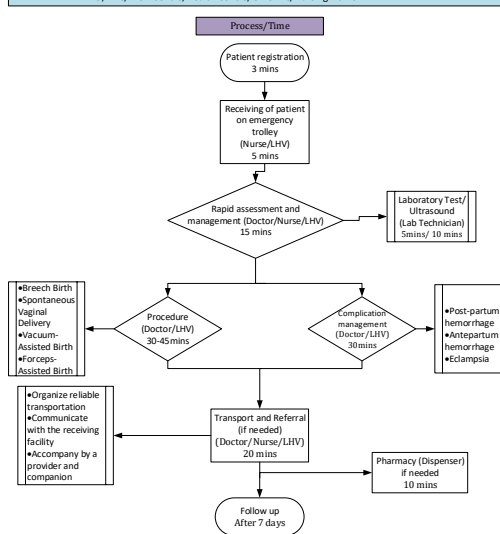 Process/Time
Patient registration
3 mins
Receiving of patient
on emergency
trolley
(Nurse/LHV)
5 mins
Rapid assessment and
management (Doctor/Nurse/LHV)
15 mins
Laboratory Test/
Ultrasound
(Lab Technician)
5mins/ 10 mins
•Breech Birth
•Spontaneous
Vaginal
Delivery
•Vacuum-
Assisted Birth
•Forceps-
Assisted Birth
Procedure
(Doctor/LHV)
30-45mins
Complication
management
(Doctor/LHV)
30mins
•Post-partum
hemorrhage
•Antepartum
hemorrhage
•Eclampsia
•Organize reliable
transportation
•Communicate
with the receiving
facility
•Accompany by a
provider and
companion
Transport and Referral
(if needed)
(Doctor/Nurse/LHV)
20 mins
Pharmacy (Dispenser)
if needed
10 mins
Follow up
After 7 days